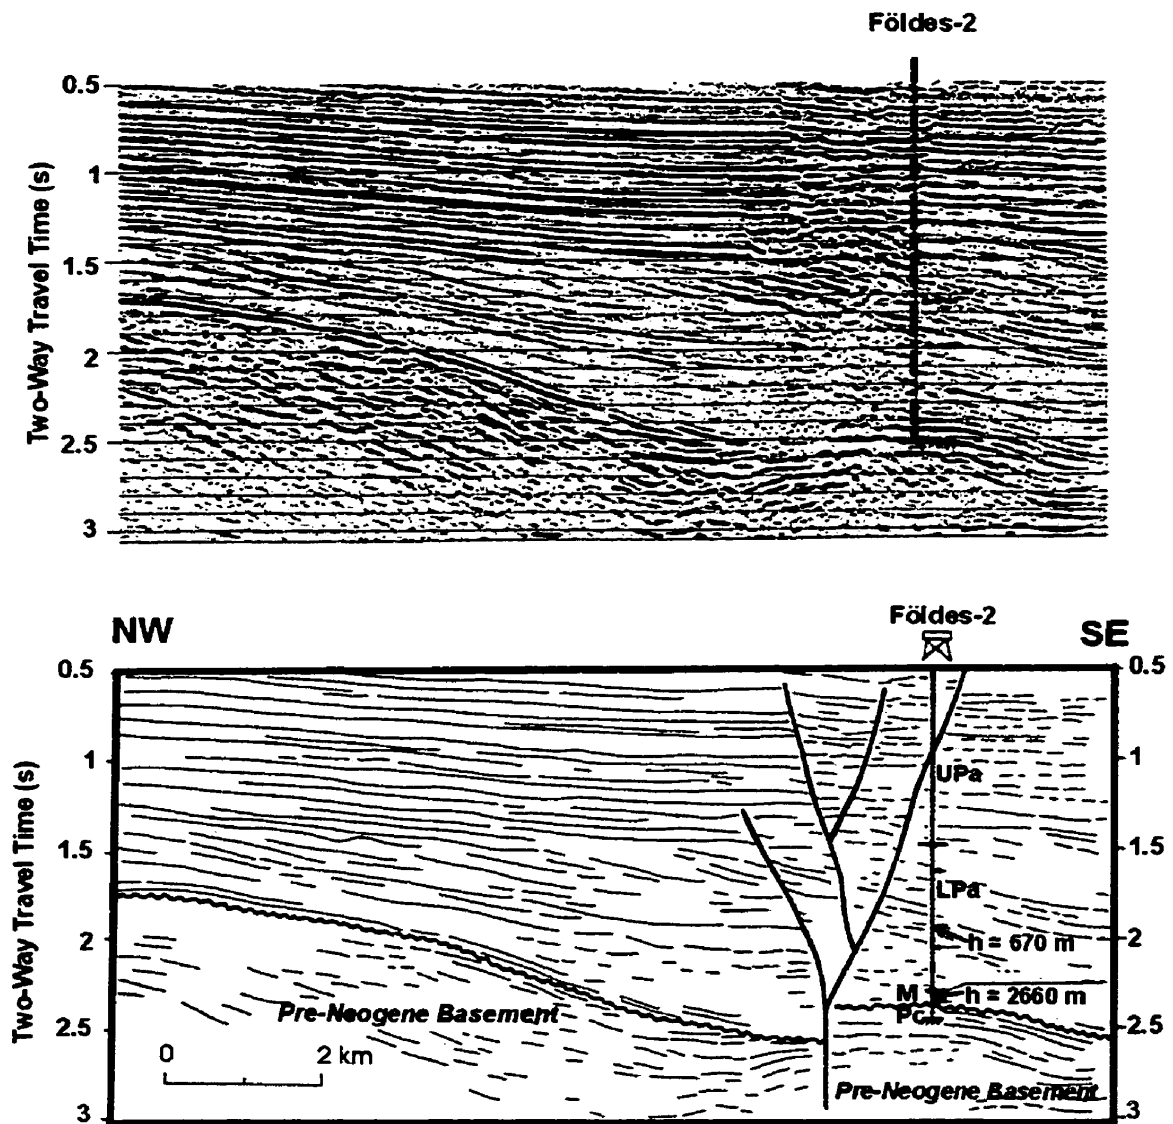 Földes-2
Two-Way Travel Time (s)
0.5
1
1.5
2
2.5
3
NW
Földes-2
SE
Two-Way Travel Time (s)
0.5
1
1.5
2
2.5
3
0.5
1
1.5
2
2.5
3
UPa
LPa
h = 670 m
M
h = 2660 m
Pc
Pre-Neogene Basement
0
2 km
Pre-Neogene Basement